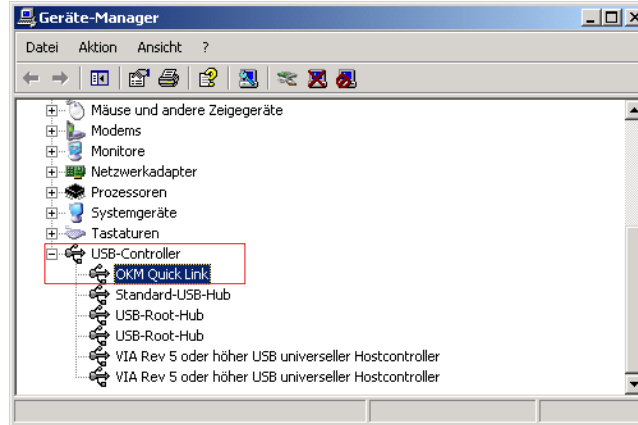 Geräte-Manager
Datei Aktion Ansicht ?
Mäuse und andere Zeigegeräte
Modems
Monitore
Netzwerkadapter
Prozessoren
Systemgeräte
Tastaturen
USB-Controller
OKM Quick Link
Standard-USB-Hub
USB-Root-Hub
USB-Root-Hub
VIA Rev 5 oder höher USB universeller Hostcontroller
VIA Rev 5 oder höher USB universeller Hostcontroller